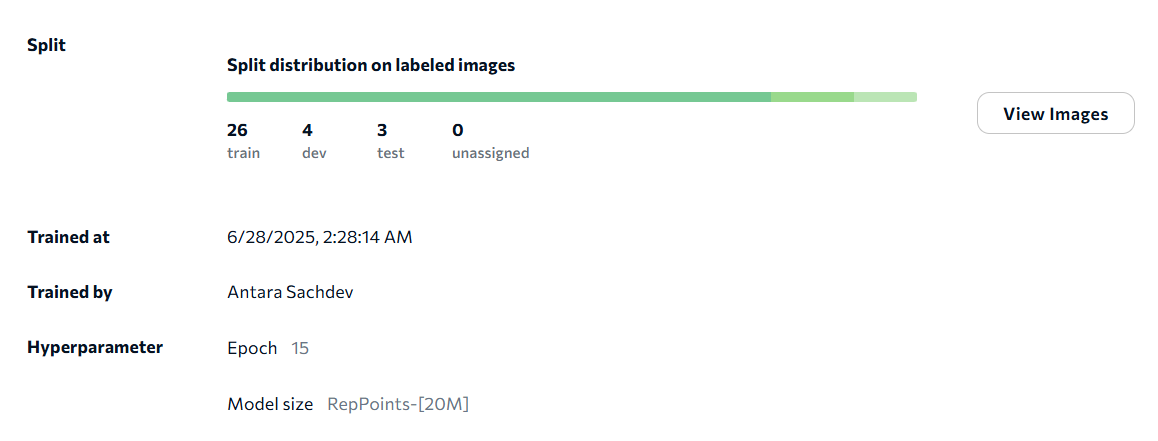 Split
Split distribution on labeled images
26 4 3 0
train dev test unassigned
View Images
Trained at 6/28/2025, 2:28:14 AM
Trained by Antara Sachdev
Hyperparameter Epoch 15
Model size RepPoints-[20M]